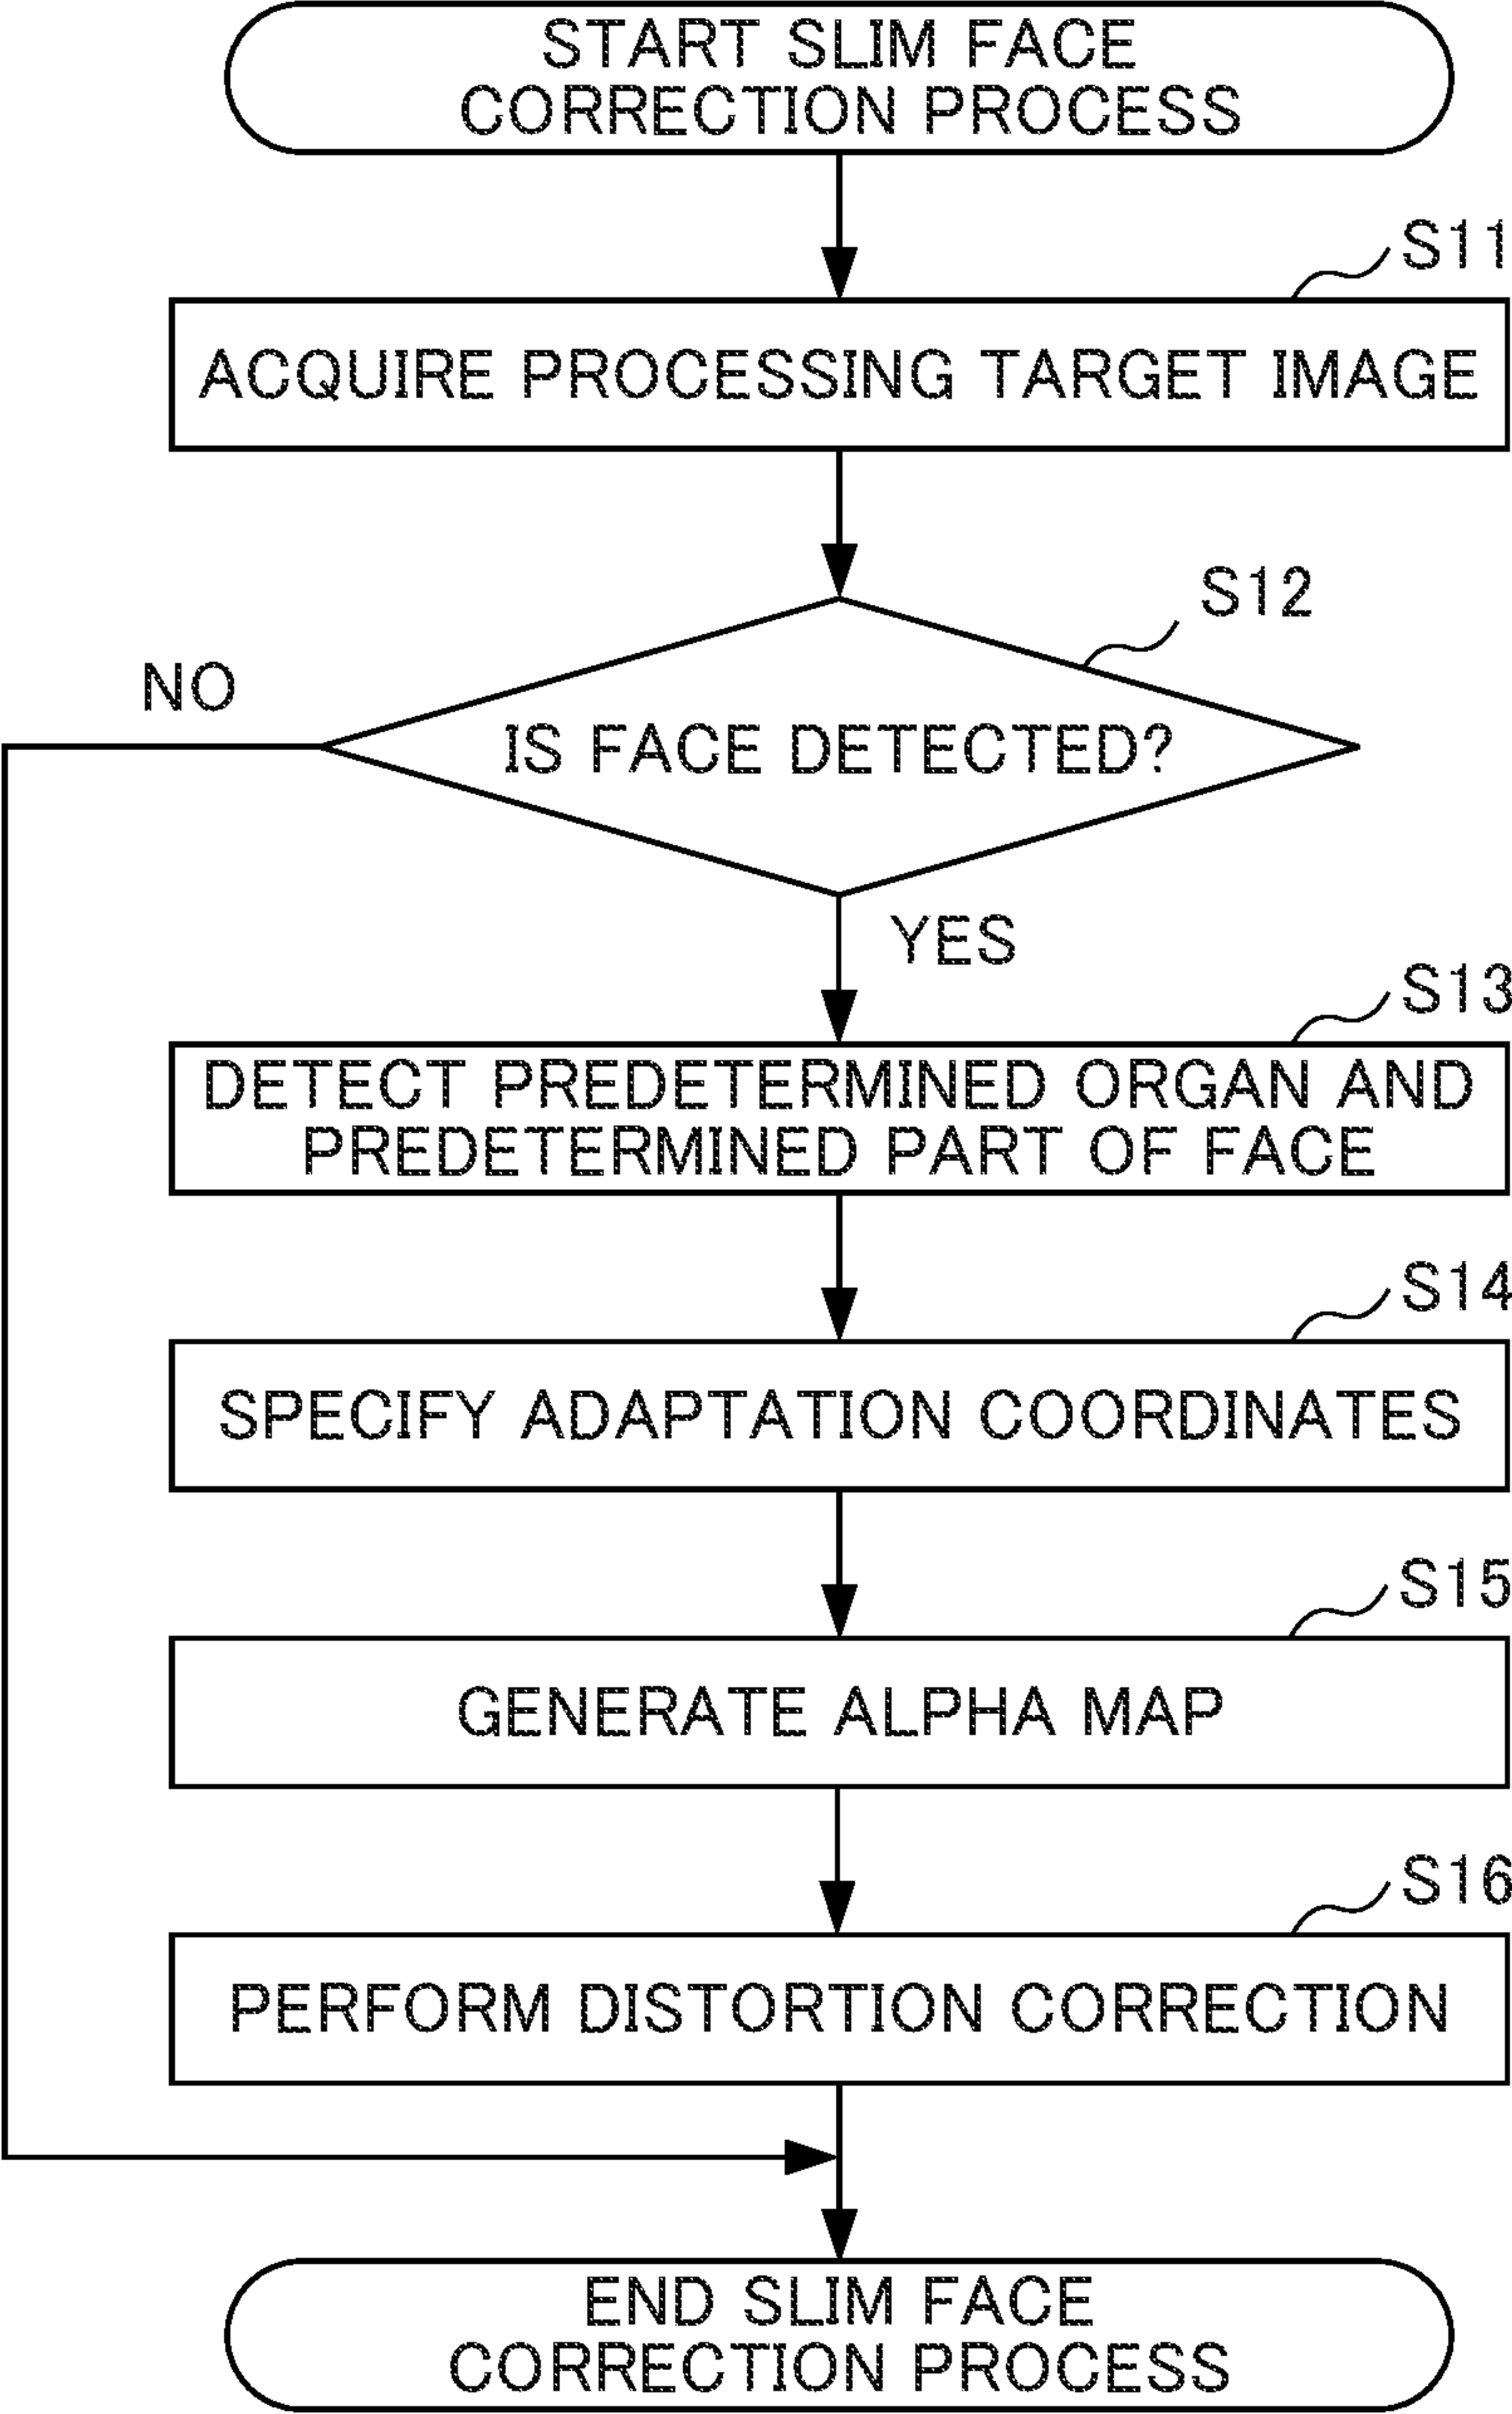 START SLIM FACE
CORRECTION PROCESS
S11
ACQUIRE PROCESSING TARGET IMAGE
S12
NO
IS FACE DETECTED?
YES
S13
DETECT PREDETERMINED ORGAN AND
PREDETERMINED PART OF FACE
S14
SPECIFY ADAPTATION COORDINATES
S15
GENERATE ALPHA MAP
S16
PERFORM DISTORTION CORRECTION
END SLIM FACE
CORRECTION PROCESS